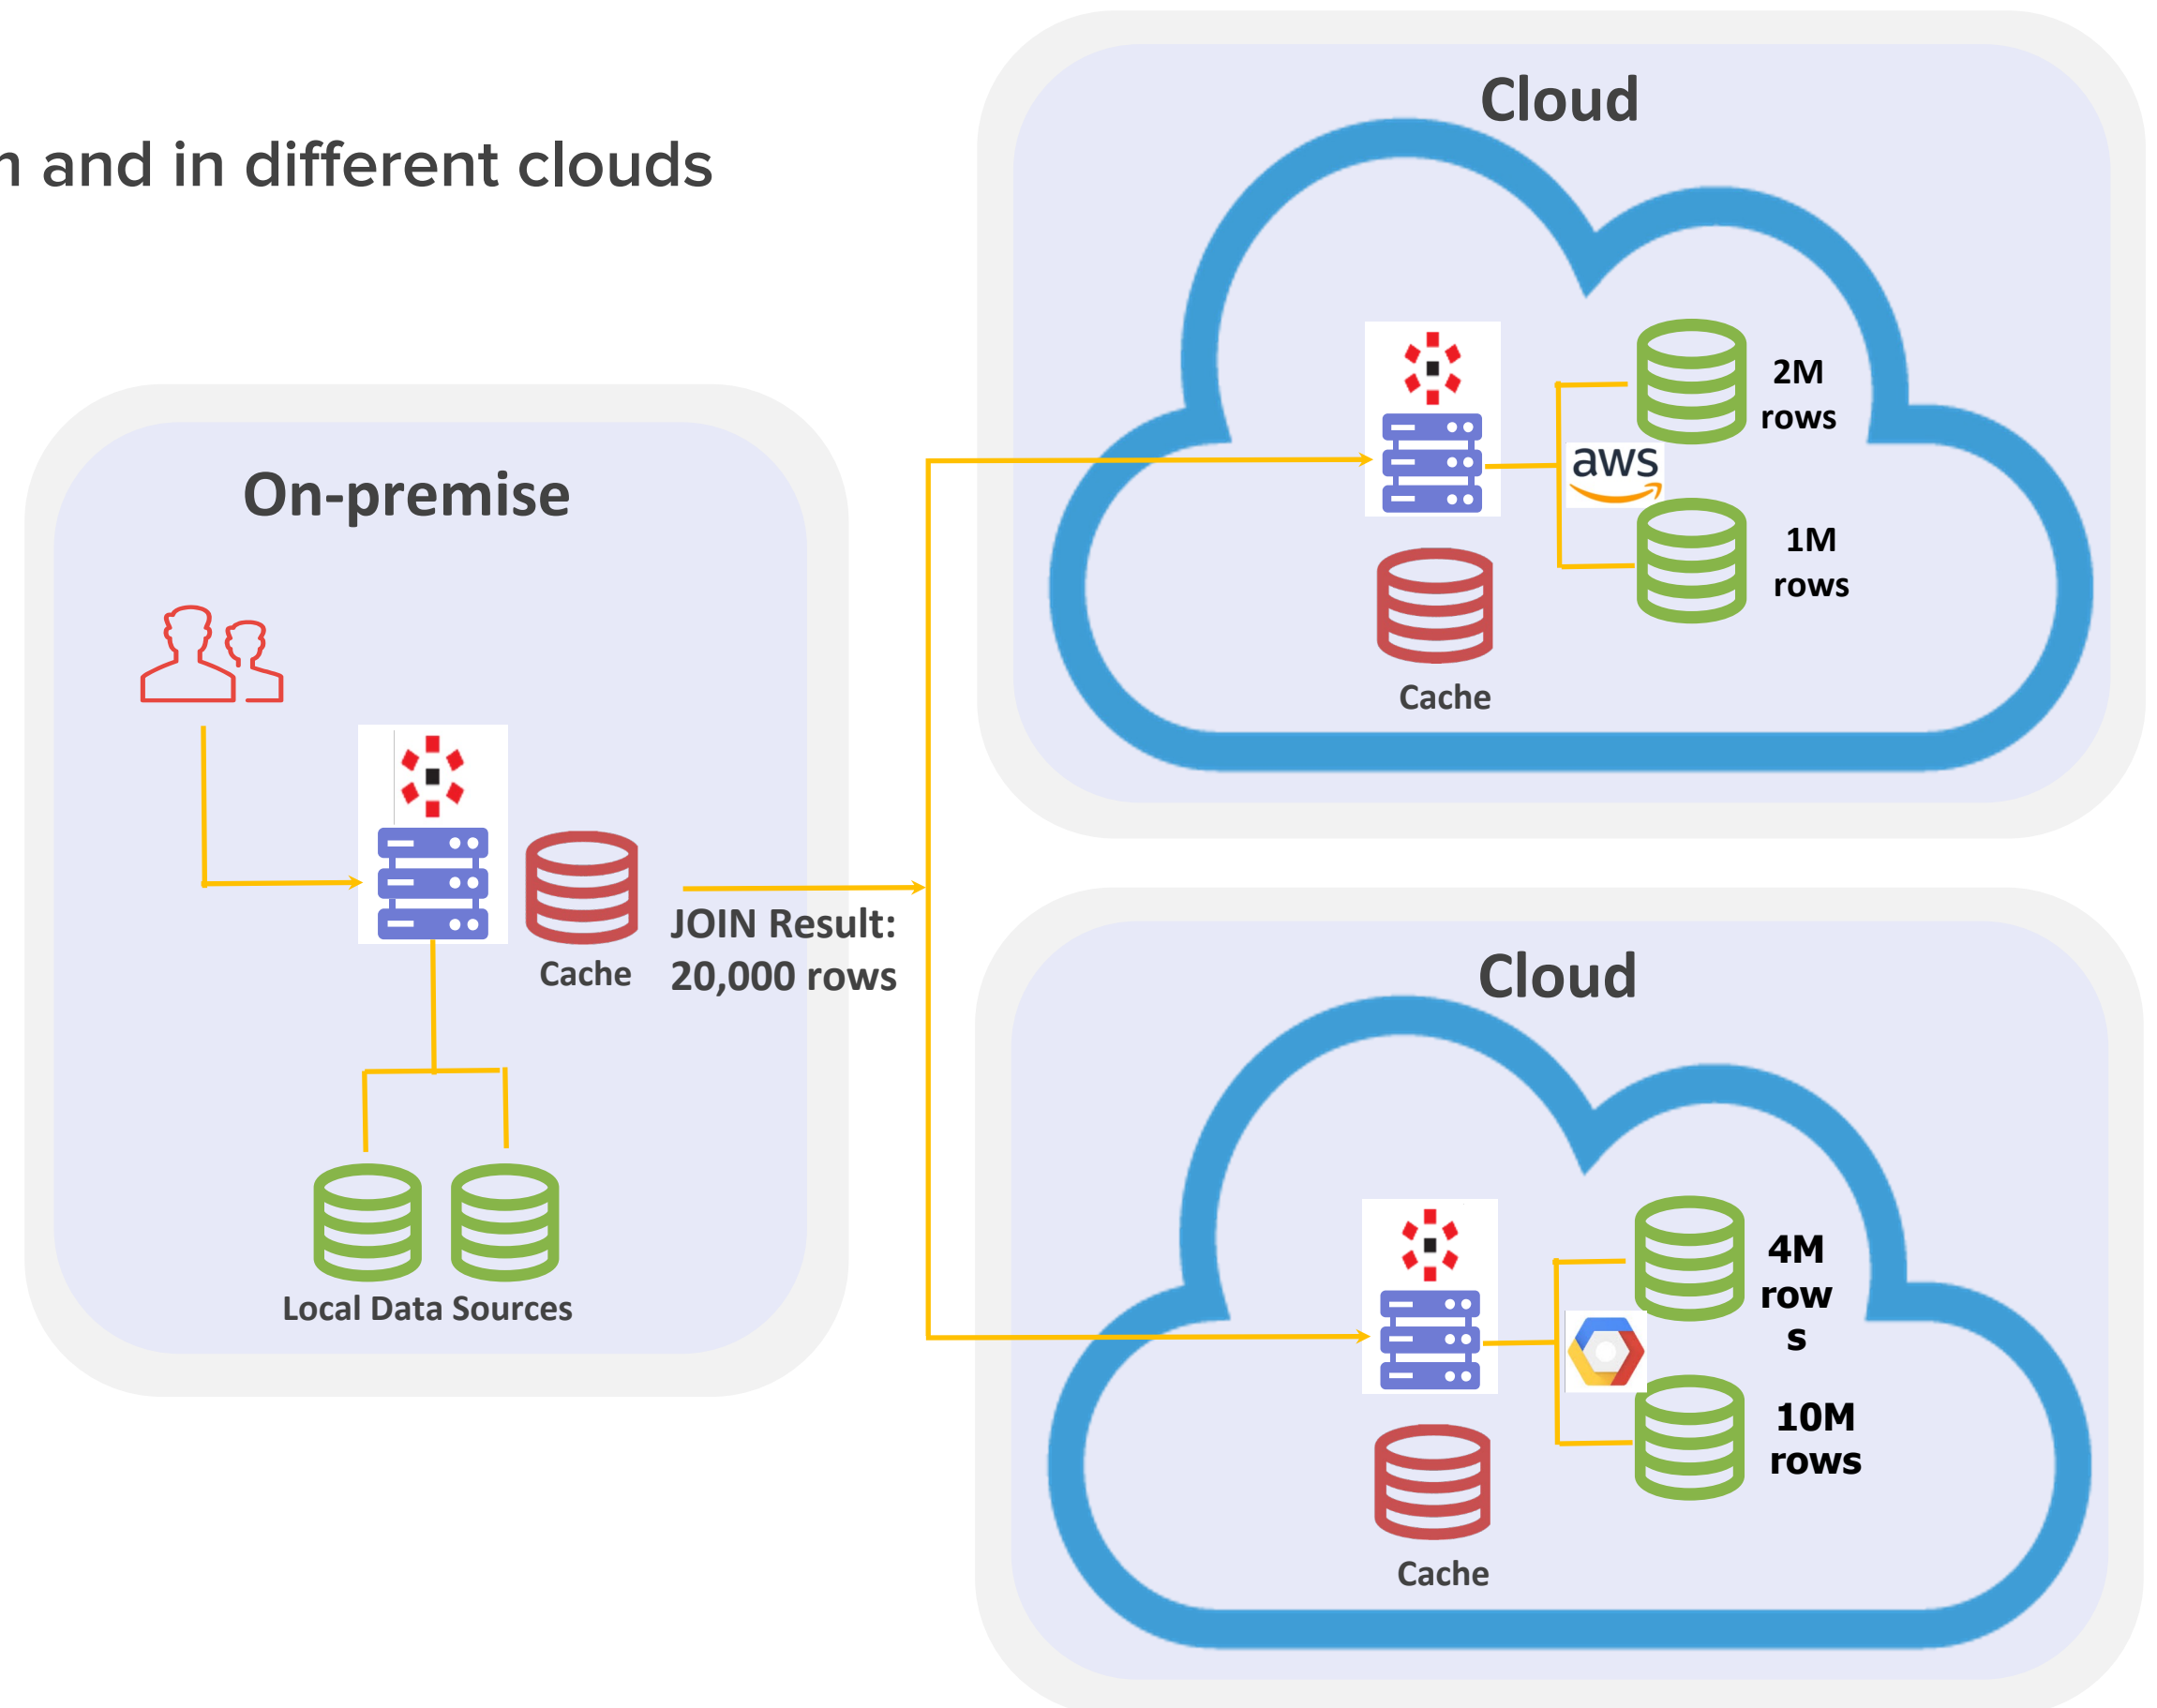 and in different clouds
Cloud
2M
rows
aws
1M
rows
Cache
On-premise
Cache
JOIN Result:
20,000 rows
Local Data Sources
Cloud
4M
row
s
10M
rows
Cache